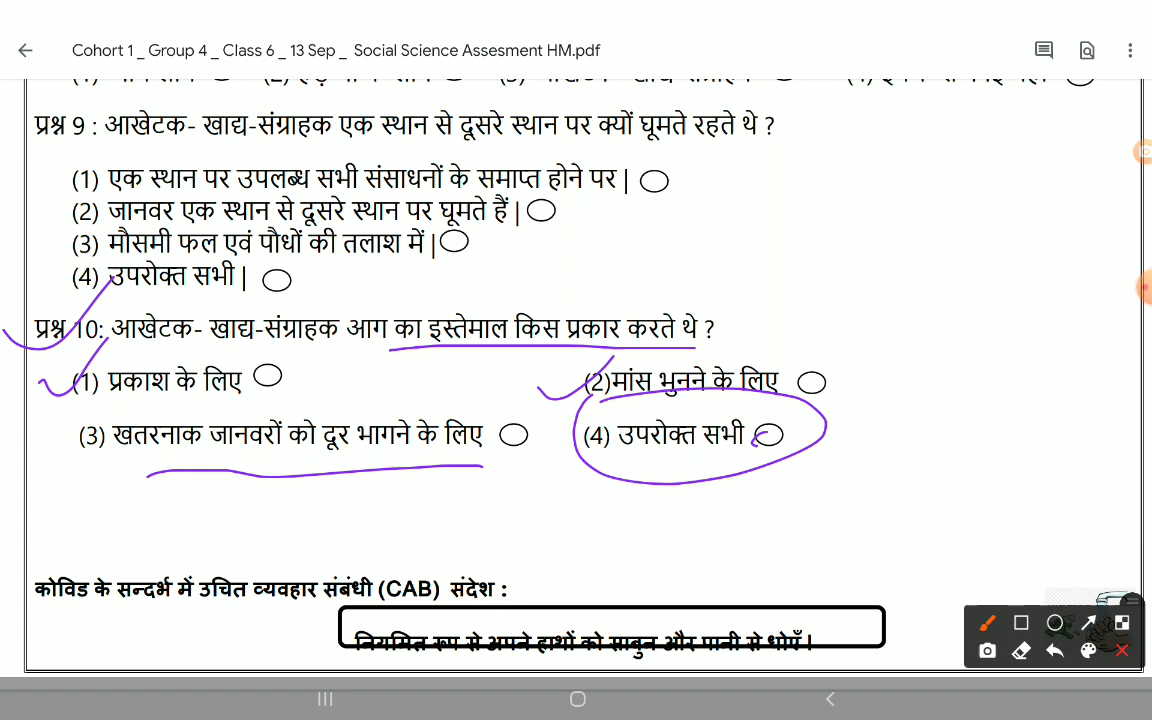 Cohort 1 _ Group 4 _ Class 6 _ 13 Sep _ Social Science Assesment HM.pdf
प्रश्न 9 : आखेटक- खाद्य-संग्राहक एक स्थान से दूसरे स्थान पर क्यों घूमते रहते थे ?
(1) एक स्थान पर उपलब्ध सभी संसाधनों के समाप्त होने पर |
(2) जानवर एक स्थान से दूसरे स्थान पर घूमते हैं |
(3) मौसमी फल एवं पौधों की तलाश में |
(4) उपरोक्त सभी |
प्रश्न 10: आखेटक- खाद्य-संग्राहक आग का इस्तेमाल किस प्रकार करते थे ?
(1) प्रकाश के लिए (2)मांस भुनने के लिए
(3) खतरनाक जानवरों को दूर भागने के लिए (4) उपरोक्त सभी
कोविड के सन्दर्भ में उचित व्यवहार संबंधी (CAB) संदेश :
नियमित रूप से अपने हाथों को साबुन और पानी से धोएँ।